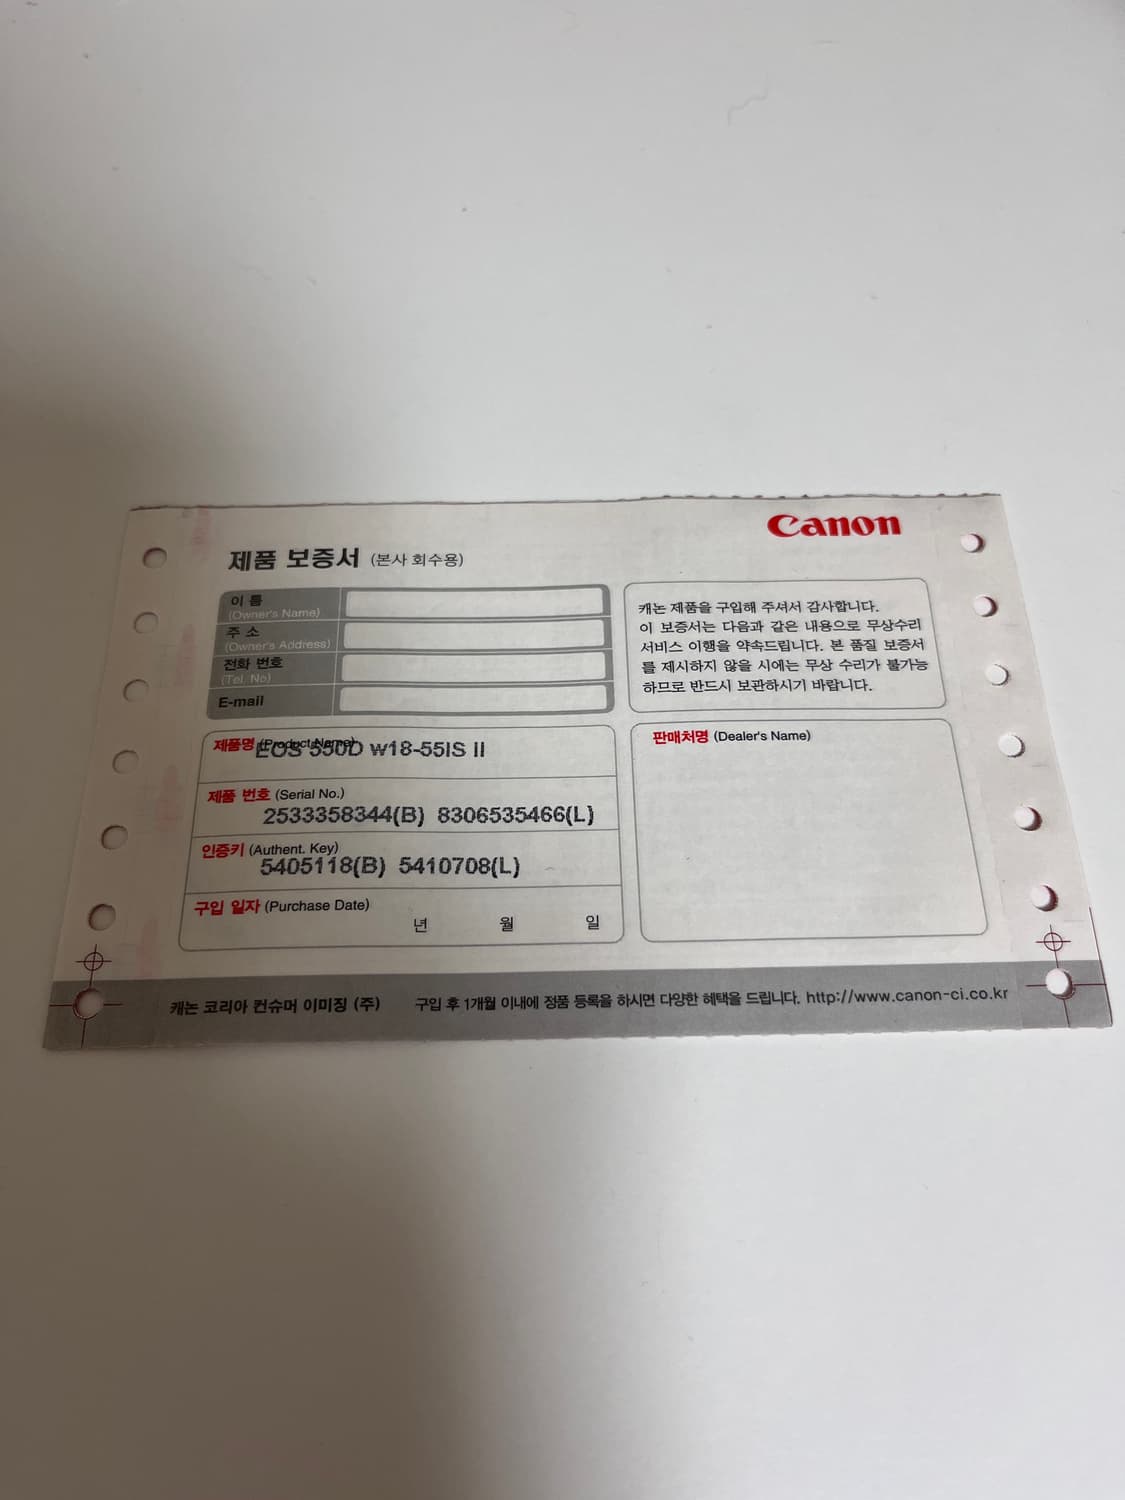 Canon
제품 보증서 (본사 회수용)
이 름
(Owner's Name)
주 소
(Owner's Address)
전화 번호
(Tel. No)
E-mail
캐논 제품을 구입해 주셔서 감사합니다.
이 보증서는 다음과 같은 내용으로 무상수리
서비스 이행을 약속드립니다. 본 품질 보증서
를 제시하지 않을 시에는 무상 수리가 불가능
하므로 반드시 보관하시기 바랍니다.
제품명 (Product Name)
EOS 550D w18-55IS II
제품 번호 (Serial No.)
2533358344(B) 8306535466(L)
인증키 (Authent. Key)
5405118(B) 5410708(L)
구입 일자 (Purchase Date)
년 월 일
판매처명 (Dealer's Name)
캐논 코리아 컨슈머 이미징 (주) 구입 후 1개월 이내에 정품 등록을 하시면 다양한 혜택을 드립니다. http://www.canon-ci.co.kr